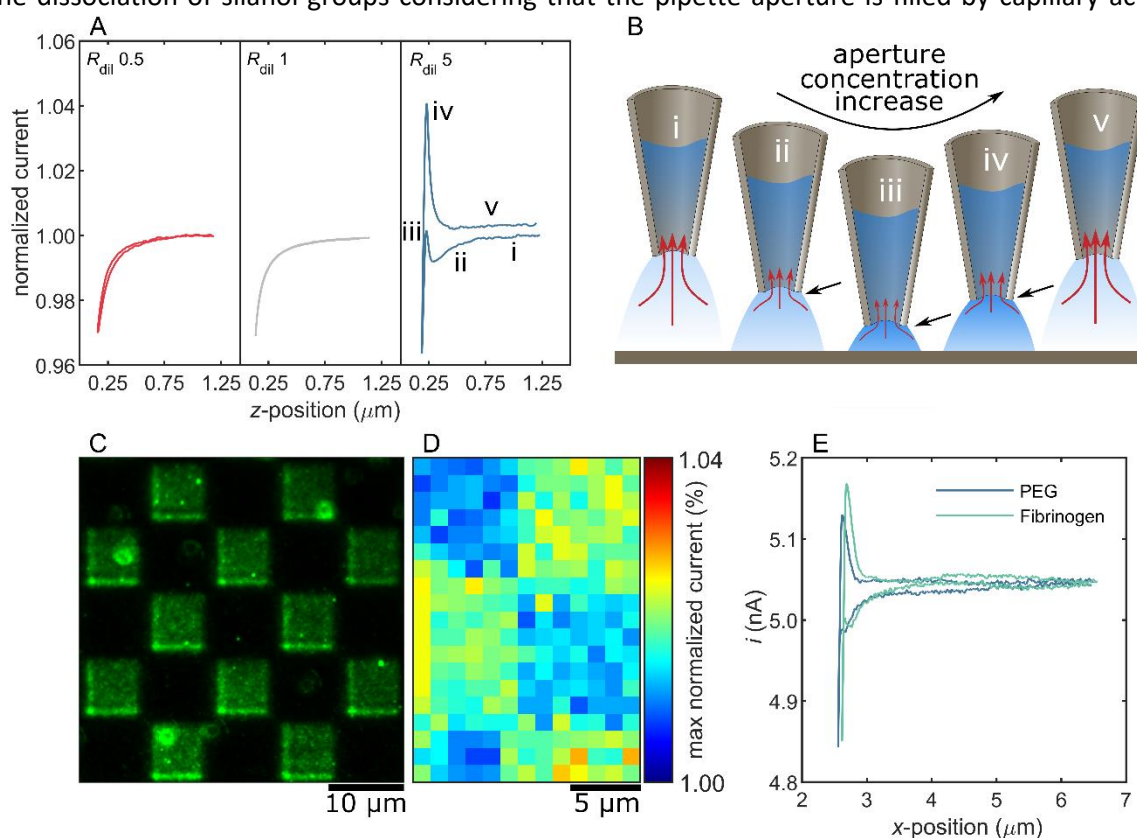 he dissociation of silanol groups considering that the pipette aperture is filled by capillary ac
A
1.06
1.04
1.02
1.00
0.98
0.96
normalized current
R_dil 0.5
R_dil 1
R_dil 5
iv
v
iii
ii
i
0.25 0.75 1.25
0.25 0.75 1.25
0.25 0.75 1.25
z-position (μm)
B
aperture
concentration
increase
i
ii
iii
iv
v
C
10 μm
D
1.04
max normalized current (%)
1.00
5 μm
E
5.2
5.1
5.0
4.9
4.8
i (nA)
PEG
Fibrinogen
2 3 4 5 6 7
x-position (μm)